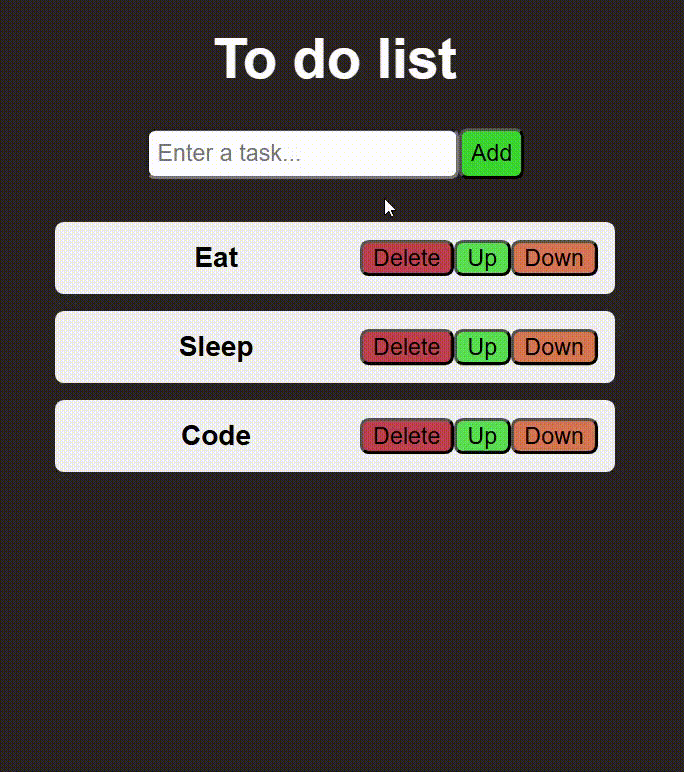 To do list
Enter a task... Add
Eat Delete Up Down
Sleep Delete Up Down
Code Delete Up Down